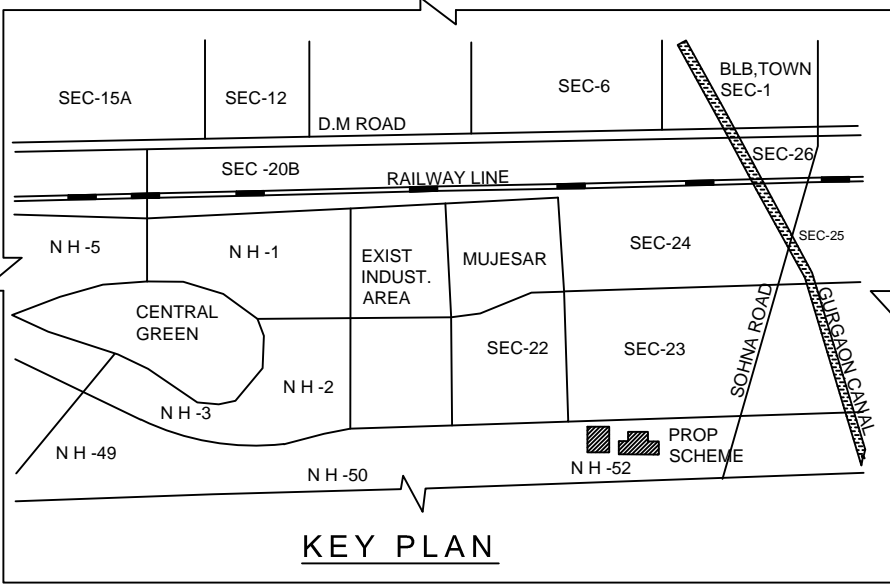 BLB,TOWN
SEC-1
SEC-15A
SEC-12
SEC-6
D.M ROAD
SEC-26
SEC -20B
RAILWAY LINE
N H -5
N H -1
EXIST
INDUST.
AREA
MUJESAR
SEC-24
SEC-25
CENTRAL
GREEN
SEC-22
SEC-23
SOHNA ROAD
GURGAON CANAL
N H -2
N H -3
N H -49
PROP
SCHEME
N H -50
N H -52
KEY PLAN